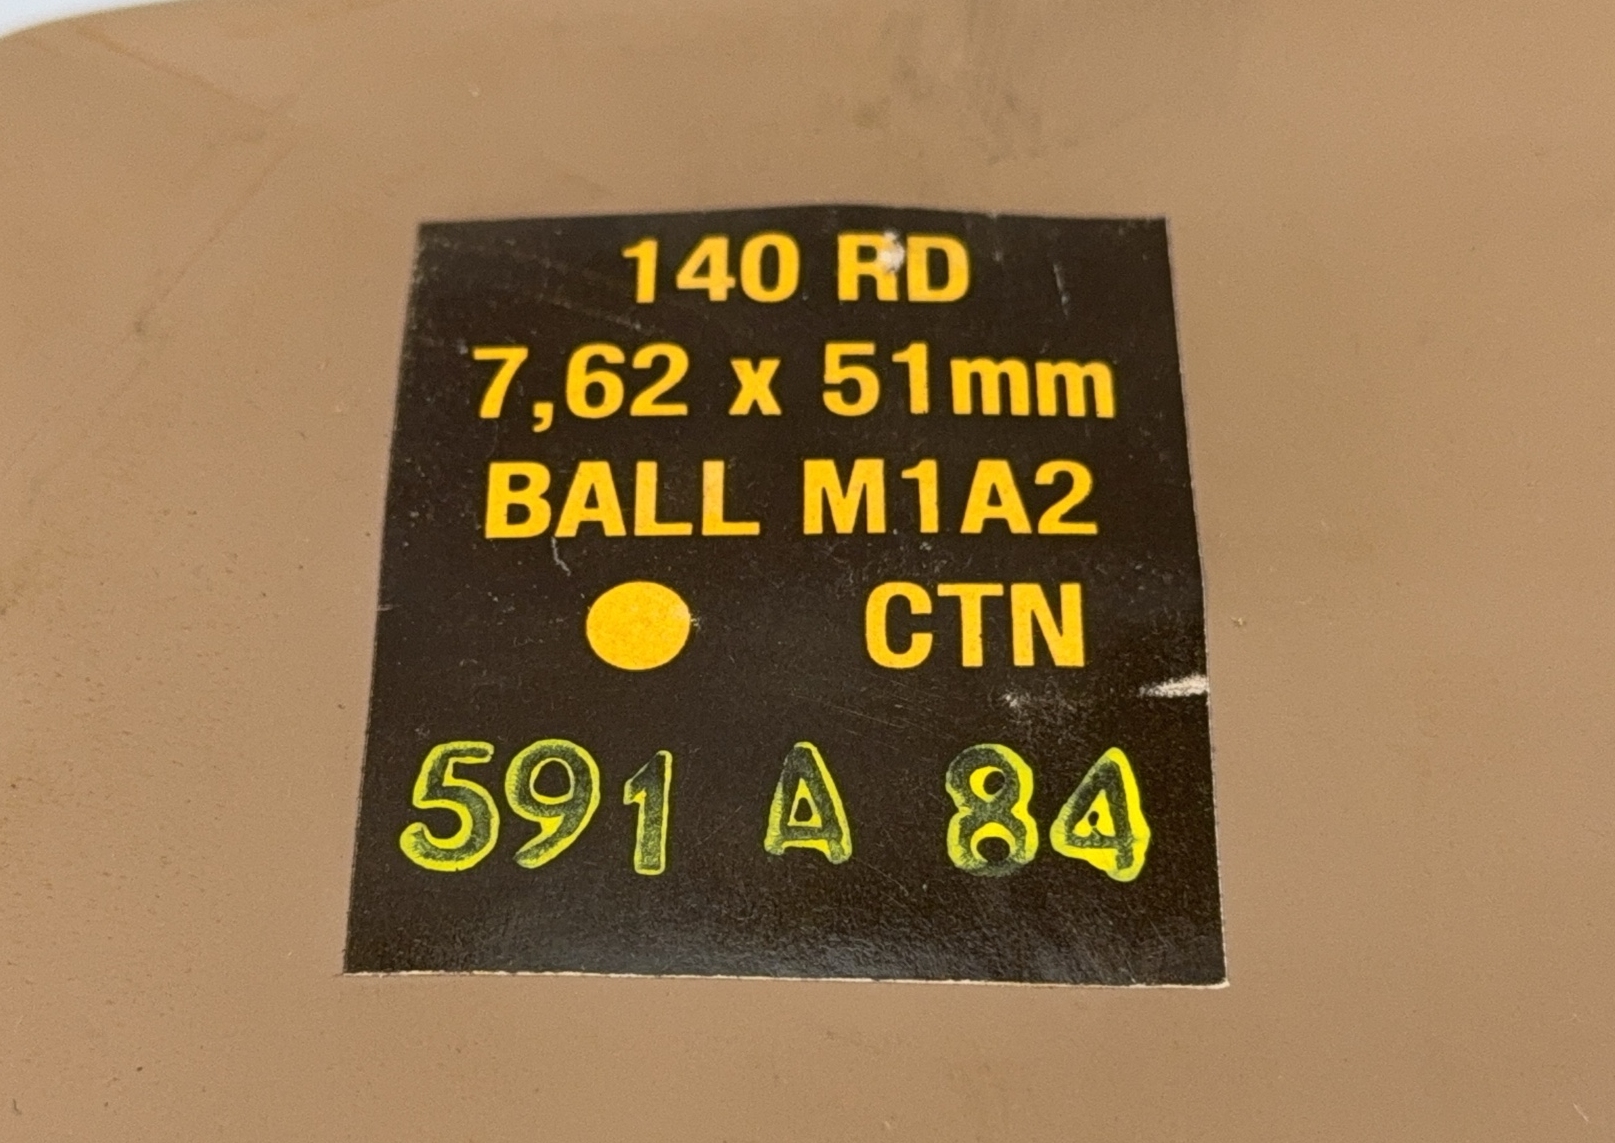 140 RD
7,62 x 51mm
BALL M1A2
CTN
591 A 84